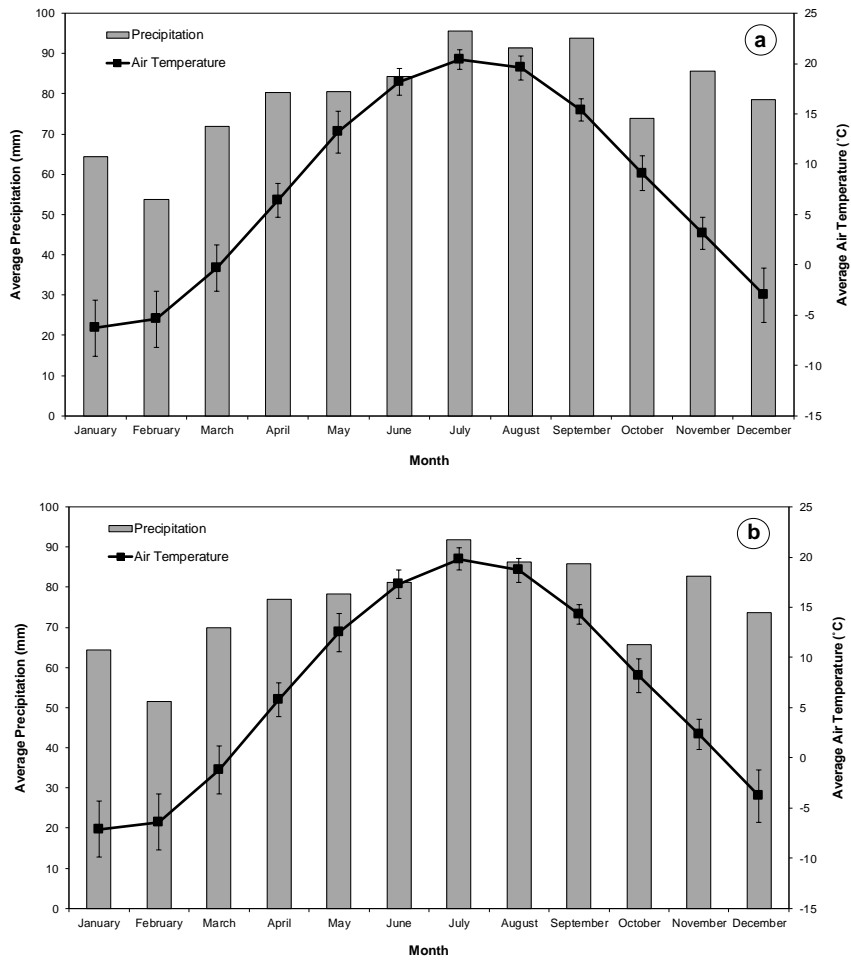 100
90
80
70
60
50
40
30
20
10
0
Average Precipitation (mm)
Precipitation
Air Temperature
a
25
20
15
10
5
0
-5
-10
-15
Average Air Temperature (˚C)
January February March April May June July August September October November December
Month
100
90
80
70
60
50
40
30
20
10
0
Average Precipitation (mm)
Precipitation
Air Temperature
b
25
20
15
10
5
0
-5
-10
-15
Average Air Temperature (˚C)
January February March April May June July August September October November December
Month